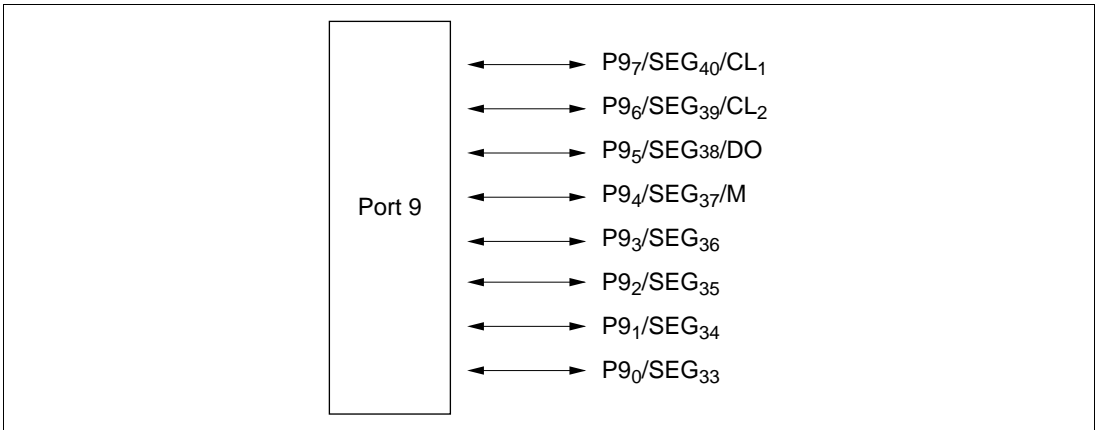 Port 9
P9₇/SEG₄₀/CL₁
P9₆/SEG₃₉/CL₂
P9₅/SEG38/DO
P9₄/SEG₃₇/M
P9₃/SEG₃₆
P9₂/SEG₃₅
P9₁/SEG₃₄
P9₀/SEG₃₃